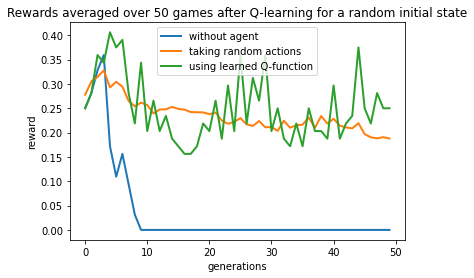 Rewards averaged over 50 games after Q-learning for a random initial state
0.40
0.35
0.30
0.25
0.20
0.15
0.10
0.05
0.00
reward
without agent
taking random actions
using learned Q-function
0 10 20 30 40 50
generations